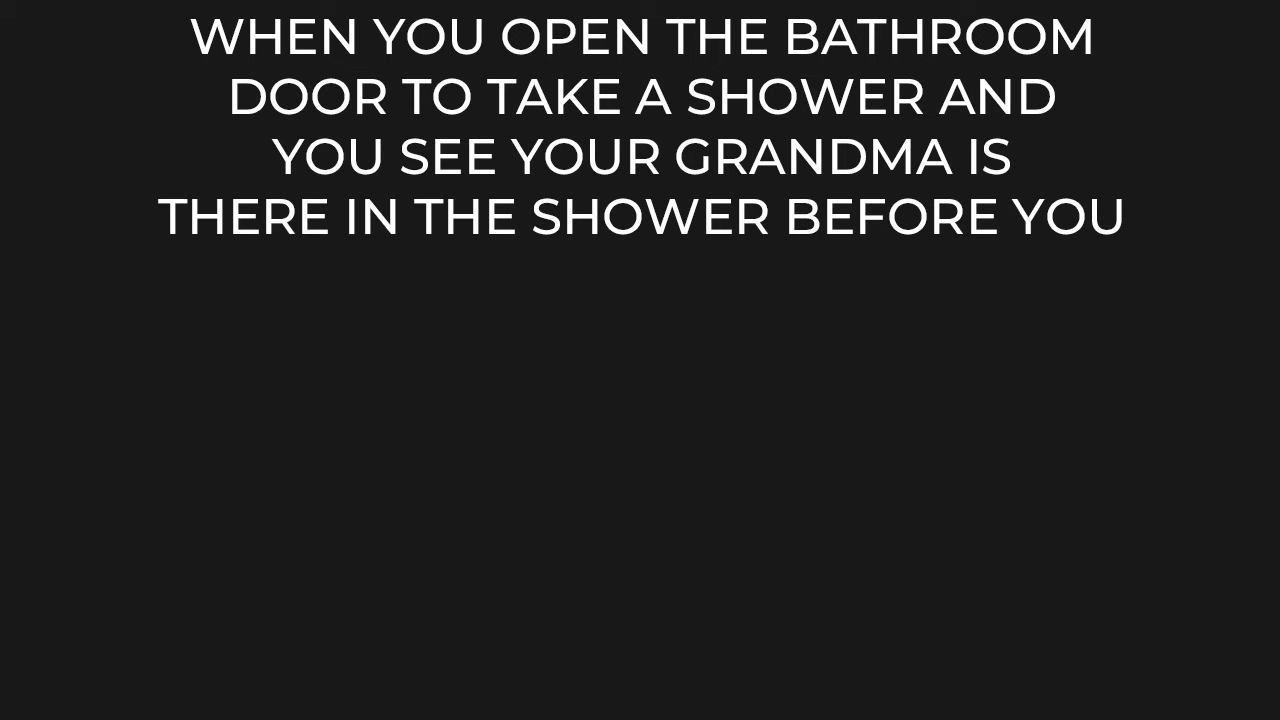 WHEN YOU OPEN THE BATHROOM
DOOR TO TAKE A SHOWER AND
YOU SEE YOUR GRANDMA IS
THERE IN THE SHOWER BEFORE YOU